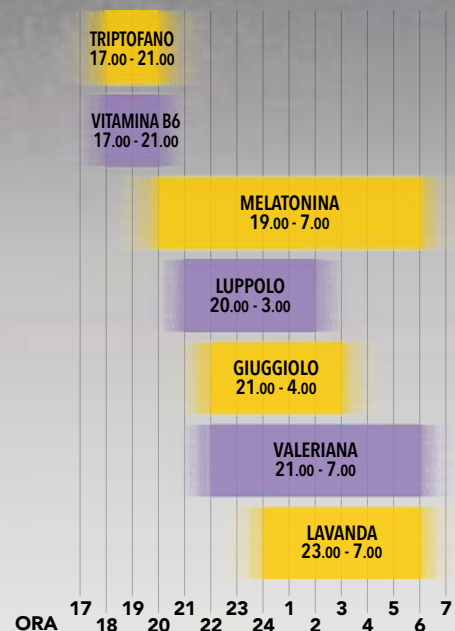 TRIPTOFANO
17.00 - 21.00
VITAMINA B6
17.00 - 21.00
MELATONINA
19.00 - 7.00
LUPPOLO
20.00 - 3.00
GIUGGIOLO
21.00 - 4.00
VALERIANA
21.00 - 7.00
LAVANDA
23.00 - 7.00
17 19 21 23 1 3 5 7
ORA 18 20 22 24 2 4 6